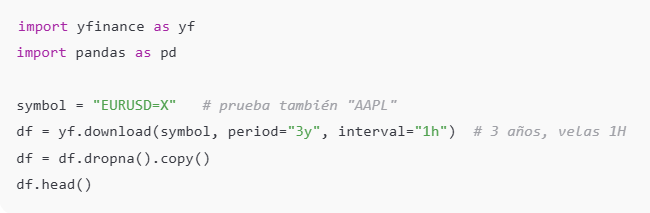 import yfinance as yf
import pandas as pd
symbol = "EURUSD=X"   # prueba también "AAPL"
df = yf.download(symbol, period="3y", interval="1h")  # 3 años, velas 1H
df = df.dropna().copy()
df.head()